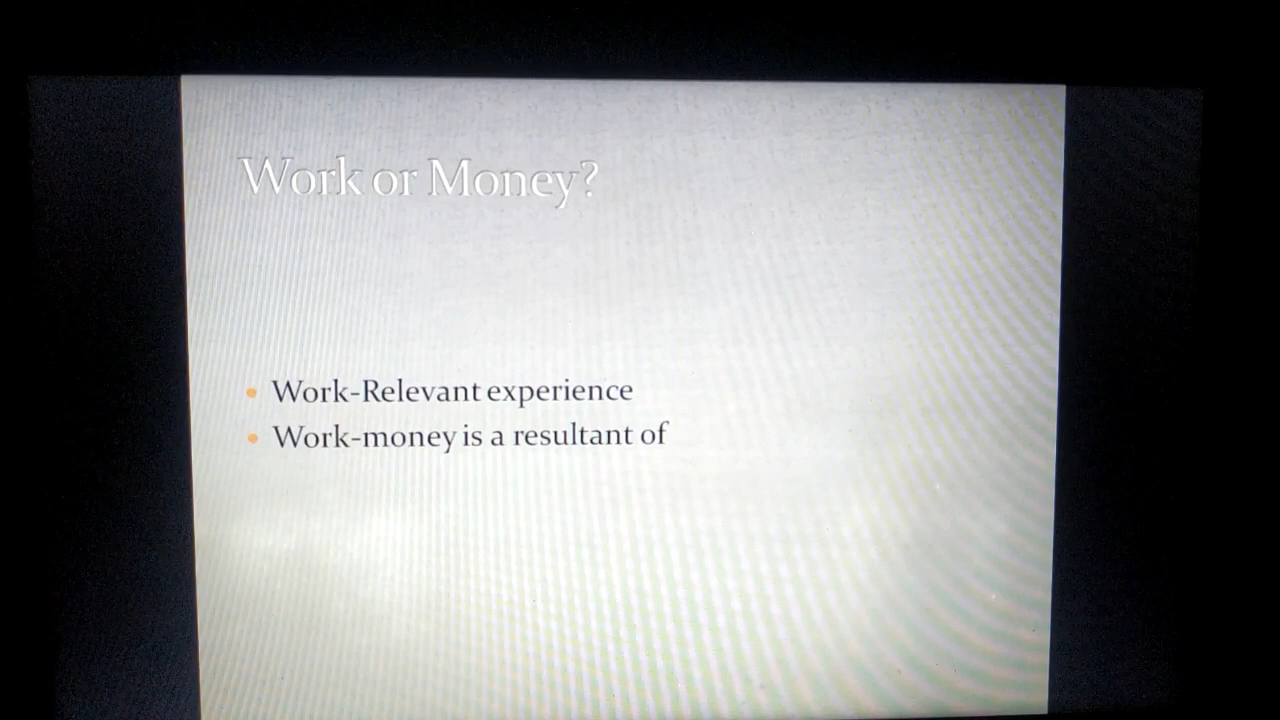 Work or Money?
Work-Relevant experience
Work-money is a resultant of